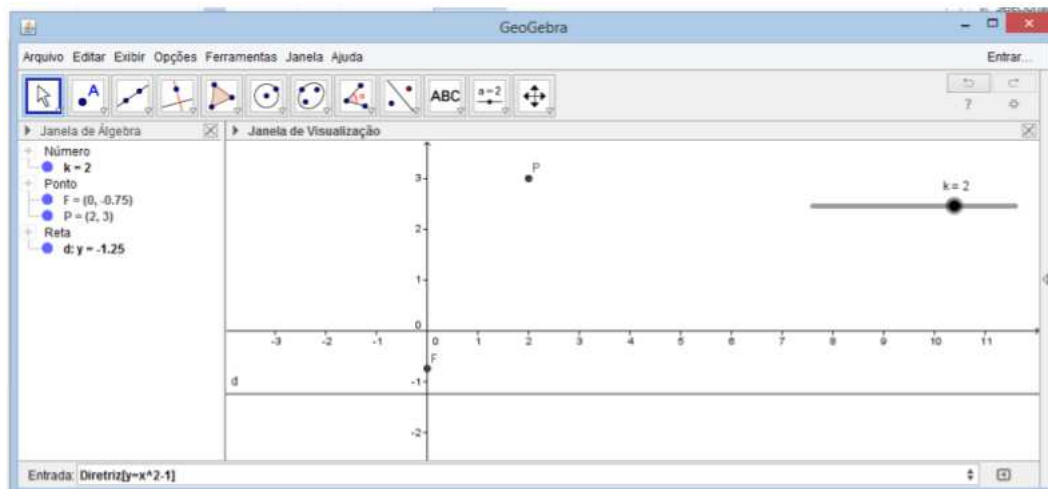 GeoGebra
Arquivo Editar Exibir Opções Ferramentas Janela Ajuda
Entrar...
A
α
ABC
a=2
?
Janela de Álgebra
Janela de Visualização
Número
k = 2
Ponto
F = (0, -0.75)
P = (2, 3)
Reta
d: y = -1.25
P
k = 2
3
2
1
0
-3 -2 -1 0 1 2 3 4 5 6 7 8 9 10 11
F
d
-1
-2
Entrada: Diretriz[y=x^2-1]